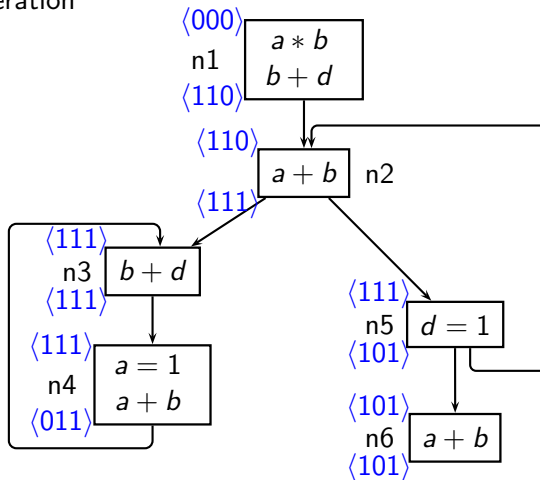 eration
⟨000⟩
n1
a ∗ b
b + d
⟨110⟩
⟨110⟩
a + b
n2
⟨111⟩
⟨111⟩
n3
b + d
⟨111⟩
⟨111⟩
n4
a = 1
a + b
⟨011⟩
⟨111⟩
n5
d = 1
⟨101⟩
⟨101⟩
n6
a + b
⟨101⟩